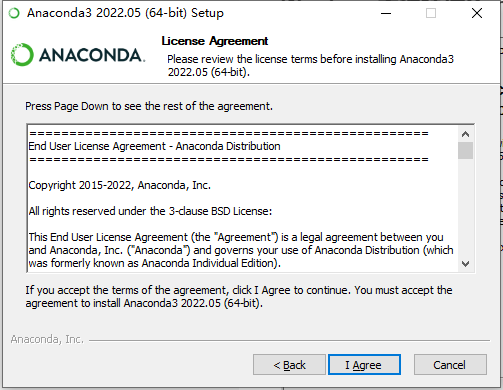 Anaconda3 2022.05 (64-bit) Setup
ANACONDA.
License Agreement
Please review the license terms before installing Anaconda3
2022.05 (64-bit).
Press Page Down to see the rest of the agreement.
==================================================
End User License Agreement - Anaconda Distribution
==================================================
Copyright 2015-2022, Anaconda, Inc.
All rights reserved under the 3-clause BSD License:
This End User License Agreement (the "Agreement") is a legal agreement between you
and Anaconda, Inc. ("Anaconda") and governs your use of Anaconda Distribution (which
was formerly known as Anaconda Individual Edition).
If you accept the terms of the agreement, click I Agree to continue. You must accept the
agreement to install Anaconda3 2022.05 (64-bit).
Anaconda, Inc.
< Back
I Agree
Cancel